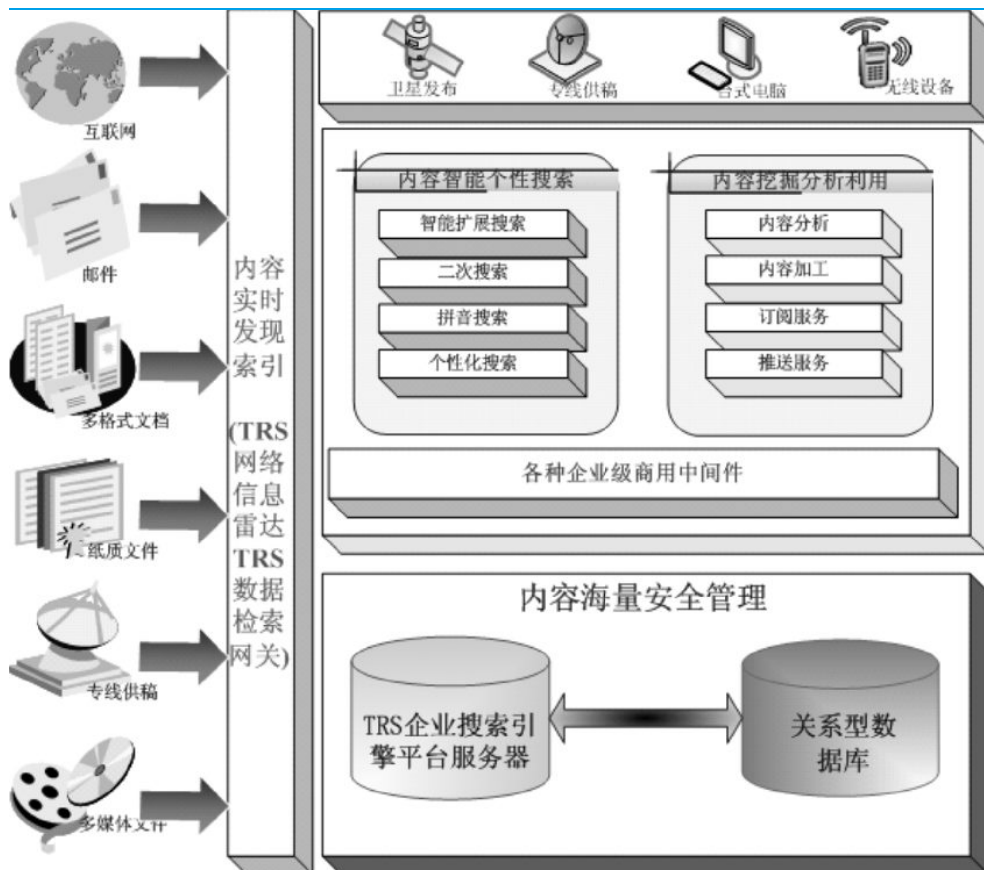 互联网
邮件
多格式文档
纸质文件
专线供稿
多媒体文件
内容
实时
发现
索引
(TRS
网络
信息
雷达
TRS
数据
检索
网关)
卫星发布
专线供稿
台式电脑
无线设备
内容智能个性搜索
智能扩展搜索
二次搜索
拼音搜索
个性化搜索
内容挖掘分析利用
内容分析
内容加工
订阅服务
推送服务
各种企业级商用中间件
内容海量安全管理
TRS企业搜索引
擎平台服务器
关系型数
据库